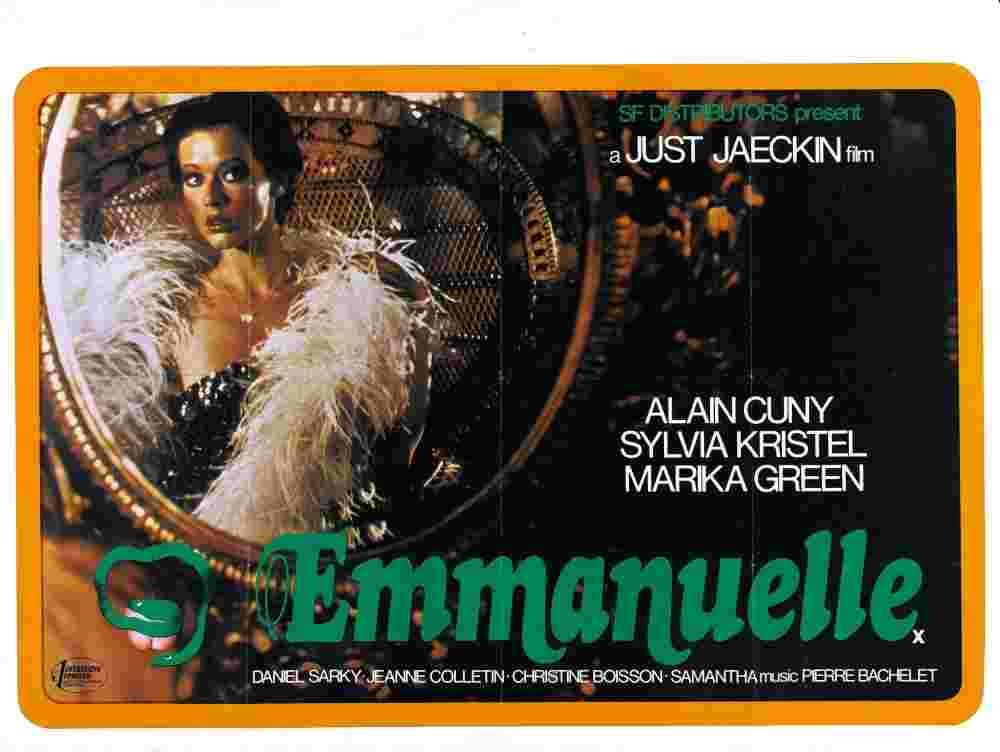 SF DISTRIBUTORS present
a JUST JAECKIN film
ALAIN CUNY
SYLVIA KRISTEL
MARIKA GREEN
Emmanuelle
x
DANIEL SARKY · JEANNE COLLETIN · CHRISTINE BOISSON · SAMANTHA music PIERRE BACHELET